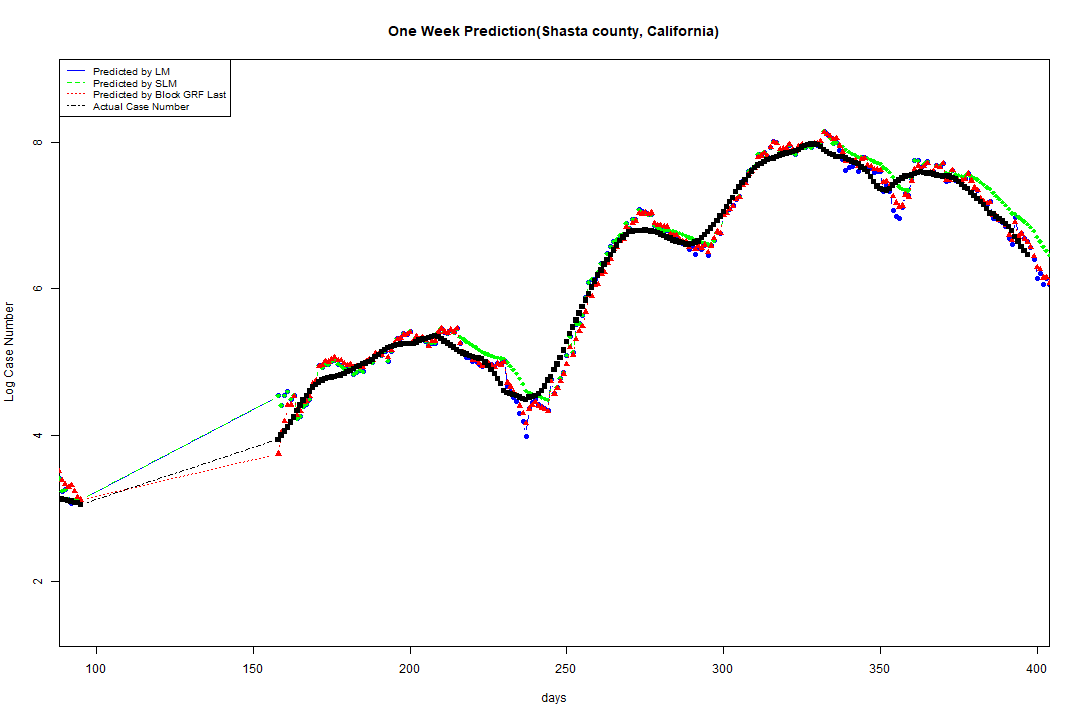 One Week Prediction(Shasta county, California)
Predicted by LM
Predicted by SLM
Predicted by Block GRF Last
Actual Case Number
8
6
4
2
Log Case Number
100 150 200 250 300 350 400
days